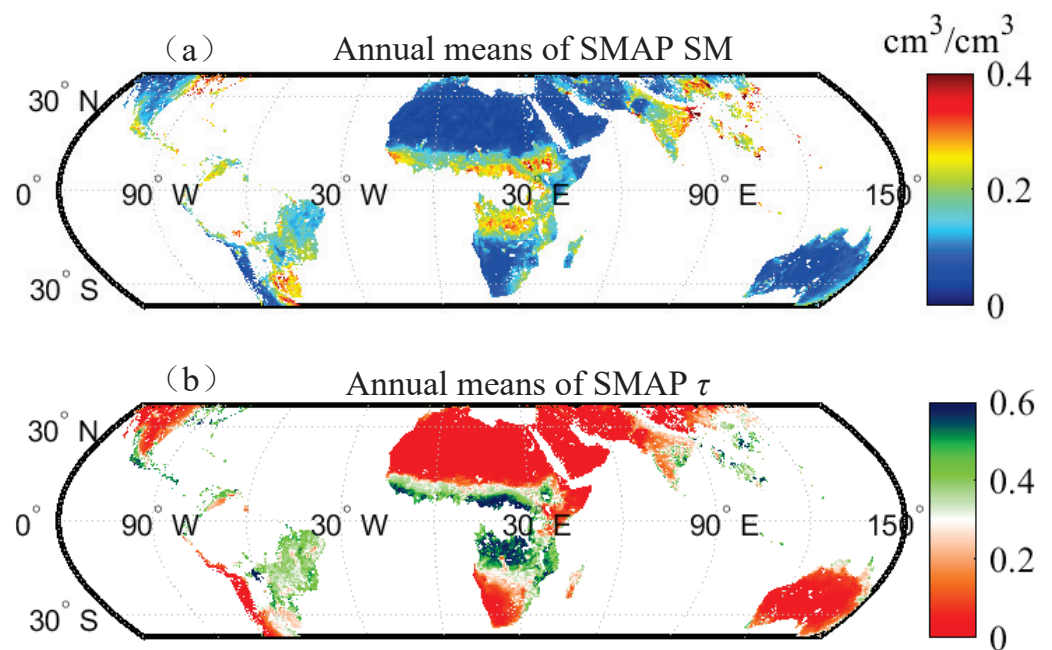 (a) Annual means of SMAP SM cm³/cm³
0.4
30° N
0.2
0° 90° W 30° W 30° E 90° E 150°
30° S
0
(b) Annual means of SMAP τ
0.6
30° N
0.4
0° 90° W 30° W 30° E 90° E 150°
0.2
30° S
0